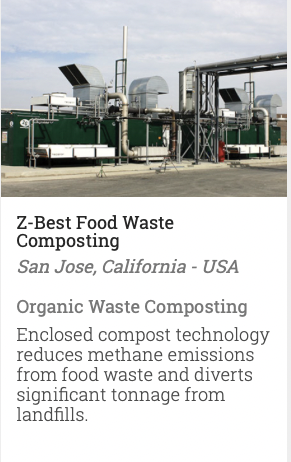 Z-Best Food Waste
Composting
San Jose, California - USA
Organic Waste Composting
Enclosed compost technology
reduces methane emissions
from food waste and diverts
significant tonnage from
landfills.